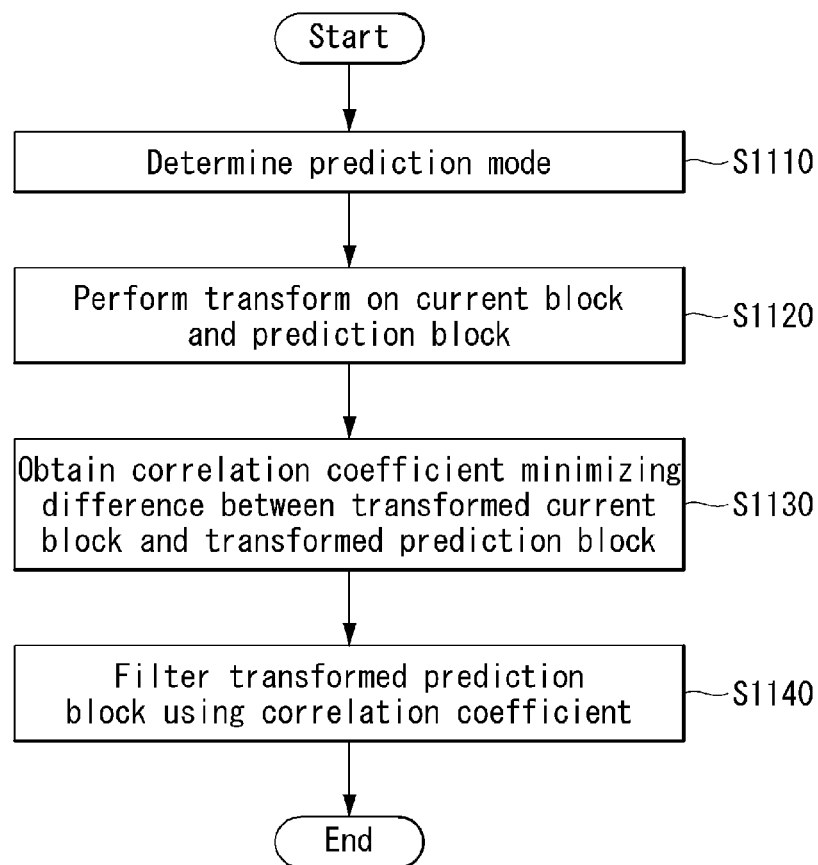 Start
Determine prediction mode
S1110
Perform transform on current block
and prediction block
S1120
Obtain correlation coefficient minimizing
difference between transformed current
block and transformed prediction block
S1130
Filter transformed prediction
block using correlation coefficient
S1140
End